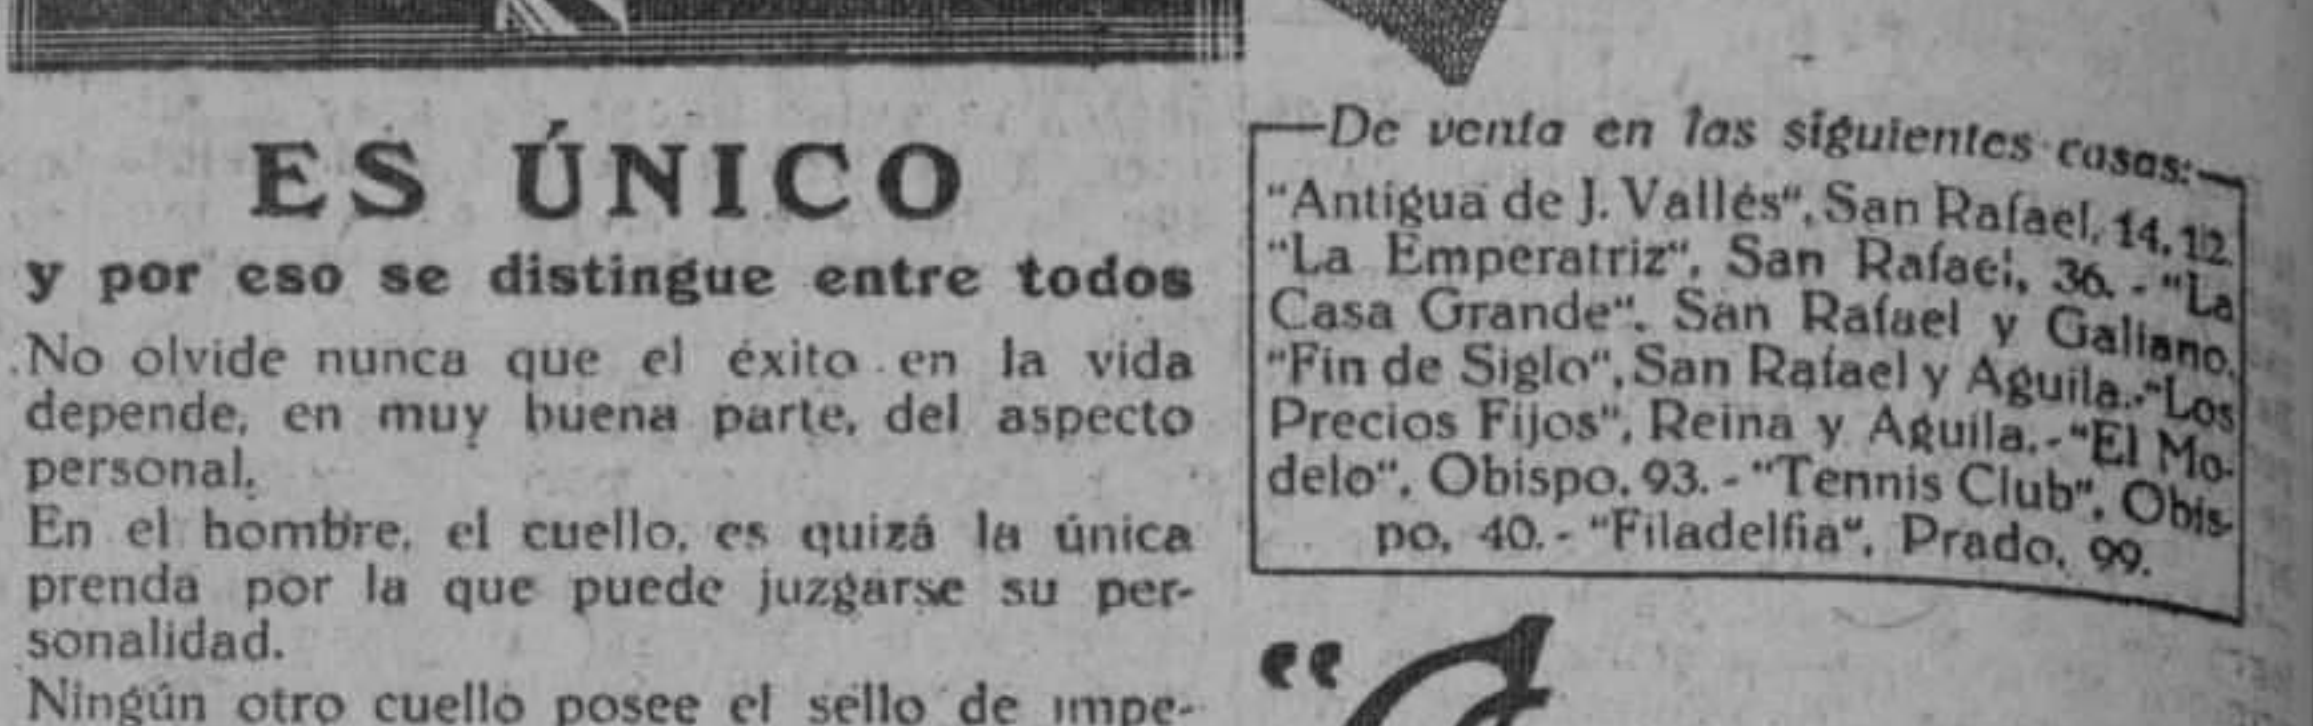 ES ÚNICO
y por eso se distingue entre todos
No olvide nunca que el éxito en la vida
depende, en muy buena parte, del aspecto
personal.
En el hombre, el cuello, es quizá la única
prenda por la que puede juzgarse su per-
sonalidad.
Ningún otro cuello posee el sello de impe-
De venta en las siguientes casas:
"Antigua de J. Vallés", San Rafael, 14, 12.
"La Emperatriz", San Rafael, 36. - "La
Casa Grande", San Rafael y Galiano.
"Fin de Siglo", San Rafael y Aguila.-"Los
Precios Fijos", Reina y Aguila.-"El Mo-
delo", Obispo, 93. - "Tennis Club", Obis-
po, 40. - "Filadelfia", Prado, 99.